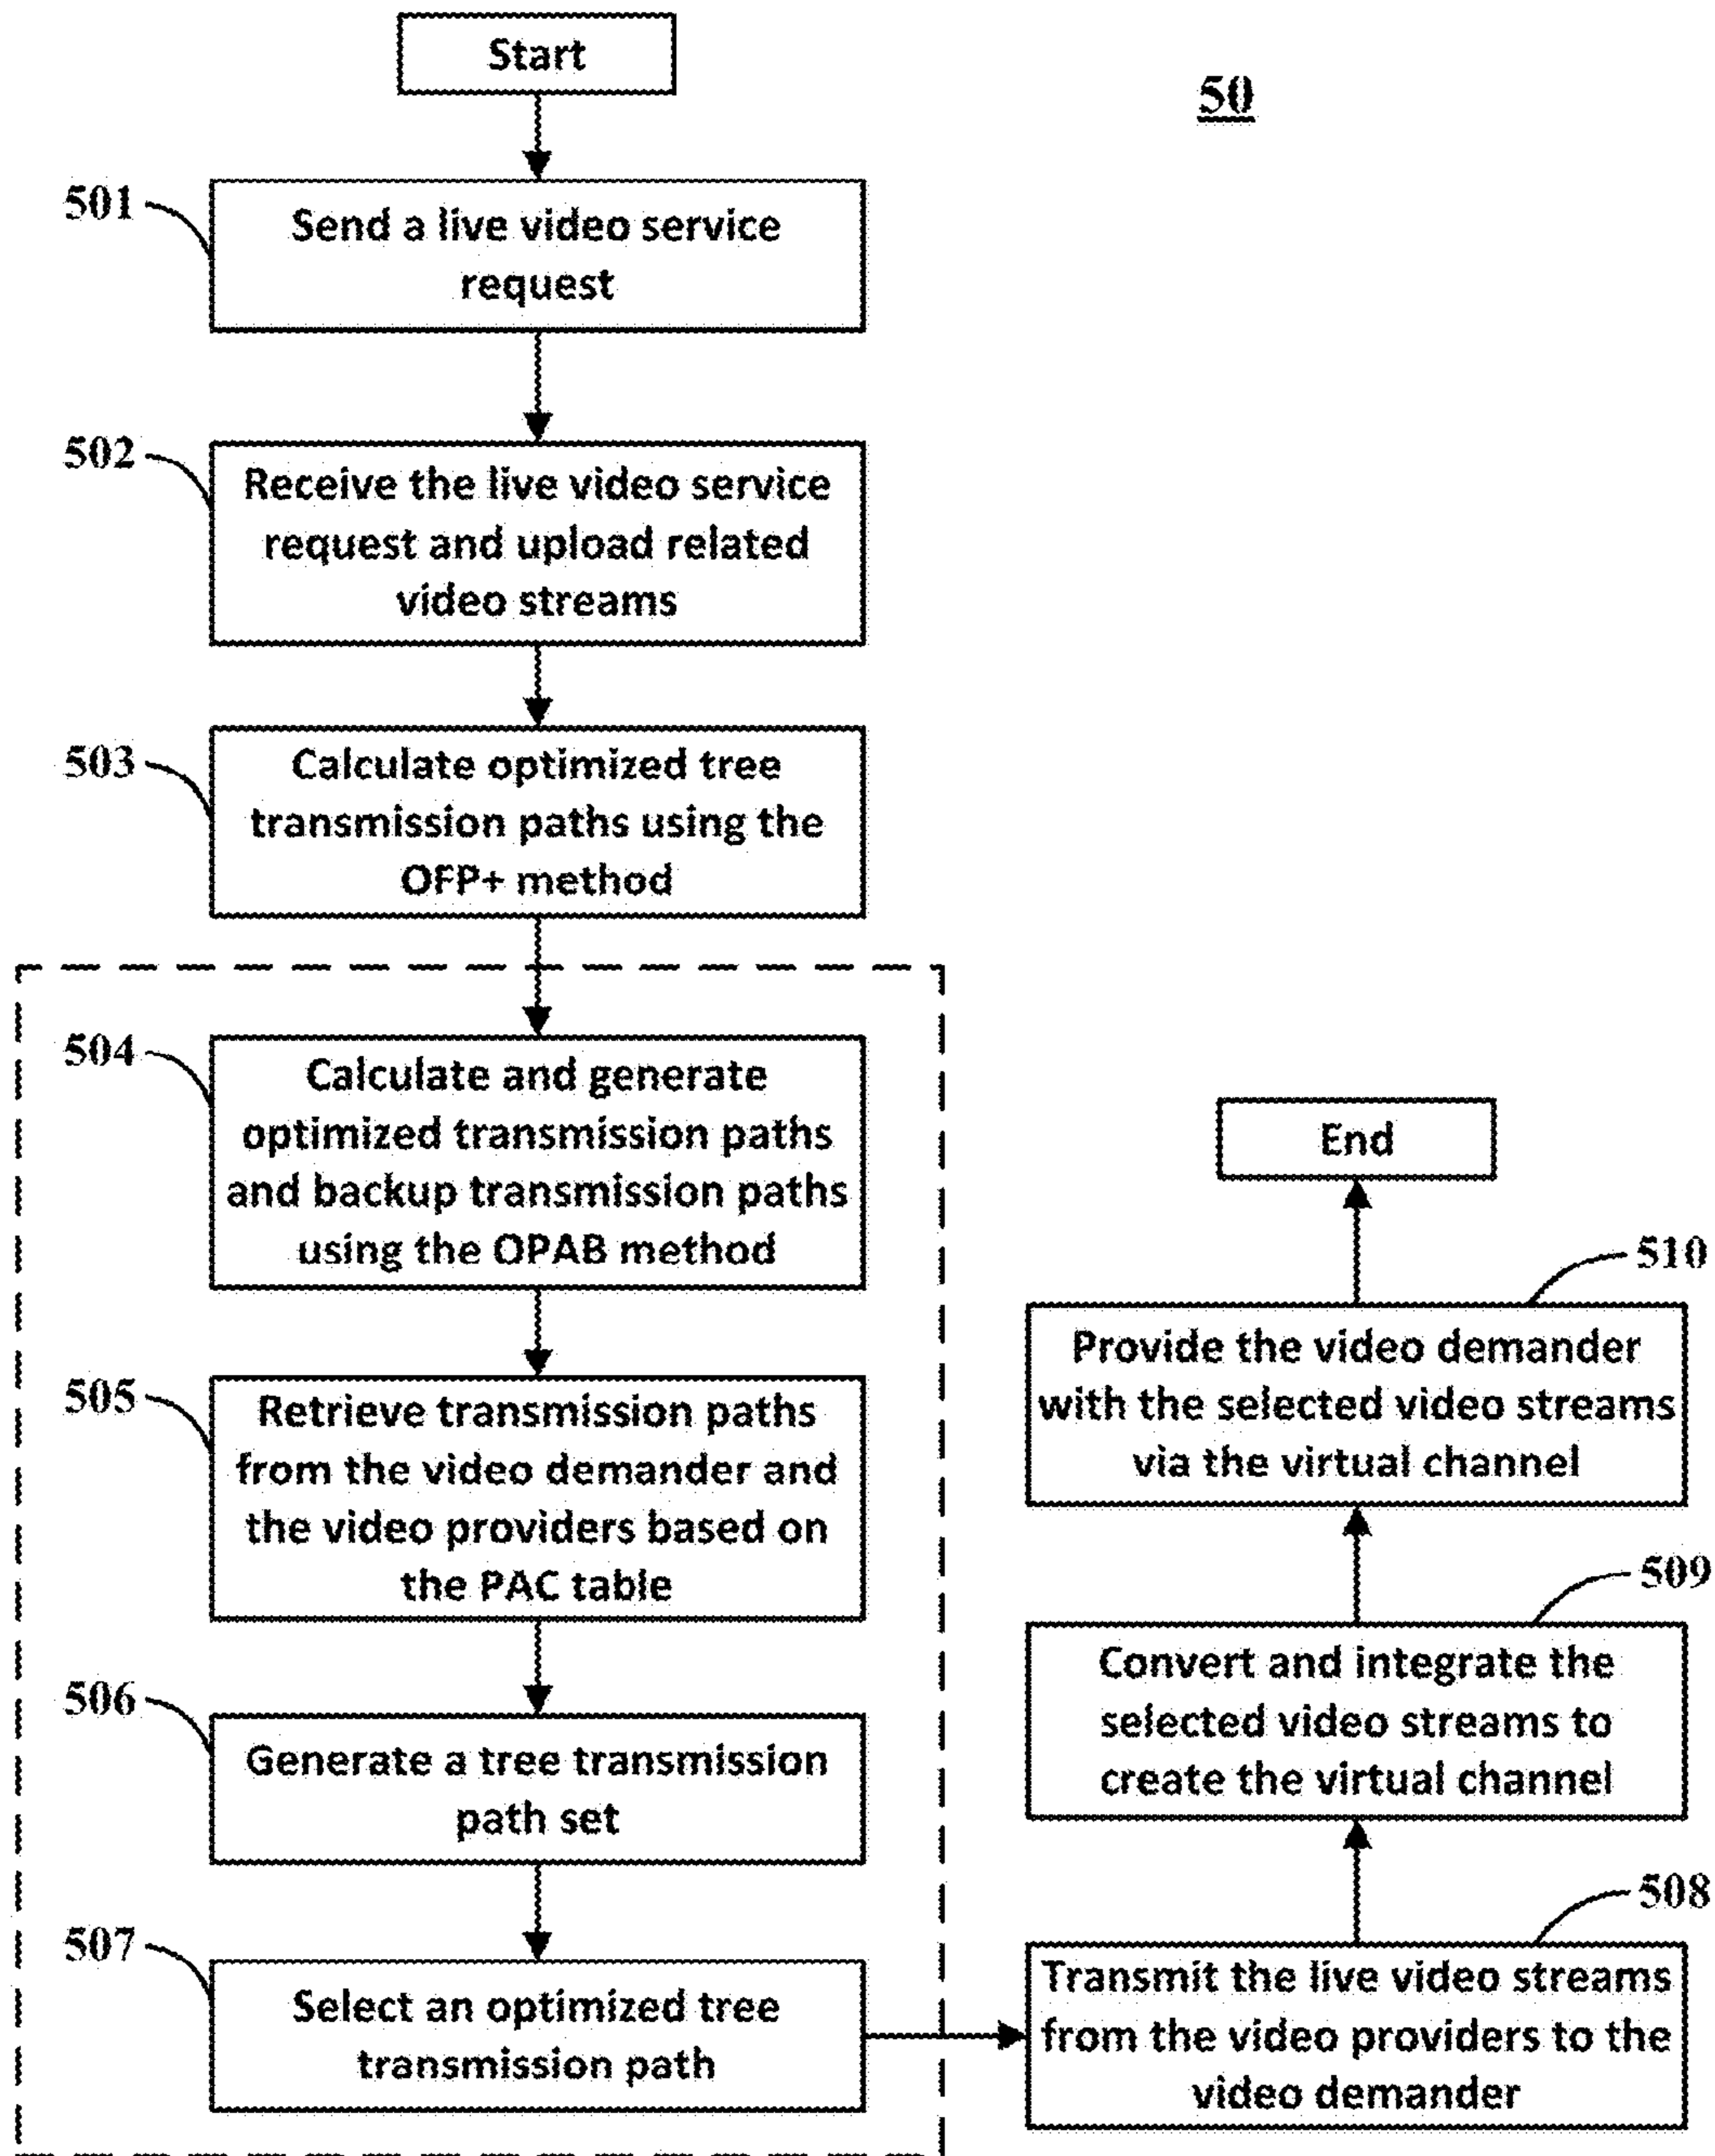 Start
50
501
Send a live video service
request
502
Receive the live video service
request and upload related
video streams
503
Calculate optimized tree
transmission paths using the
OFP+ method
504
Calculate and generate
optimized transmission paths
and backup transmission paths
using the OPAB method
505
Retrieve transmission paths
from the video demander and
the video providers based on
the PAC table
506
Generate a tree transmission
path set
507
Select an optimized tree
transmission path
508
Transmit the live video streams
from the video providers to the
video demander
509
Convert and integrate the
selected video streams to
create the virtual channel
510
Provide the video demander
with the selected video streams
via the virtual channel
End